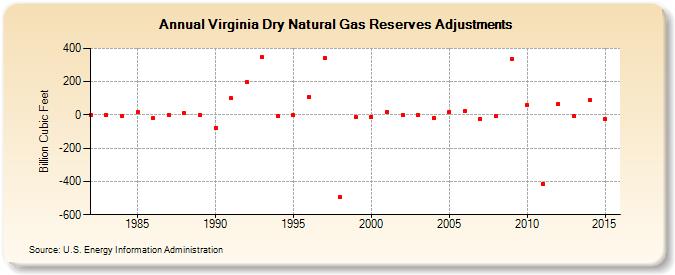 Annual Virginia Dry Natural Gas Reserves Adjustments
Billion Cubic Feet
400
200
0
-200
-400
-600
1985 1990 1995 2000 2005 2010 2015
Source: U.S. Energy Information Administration